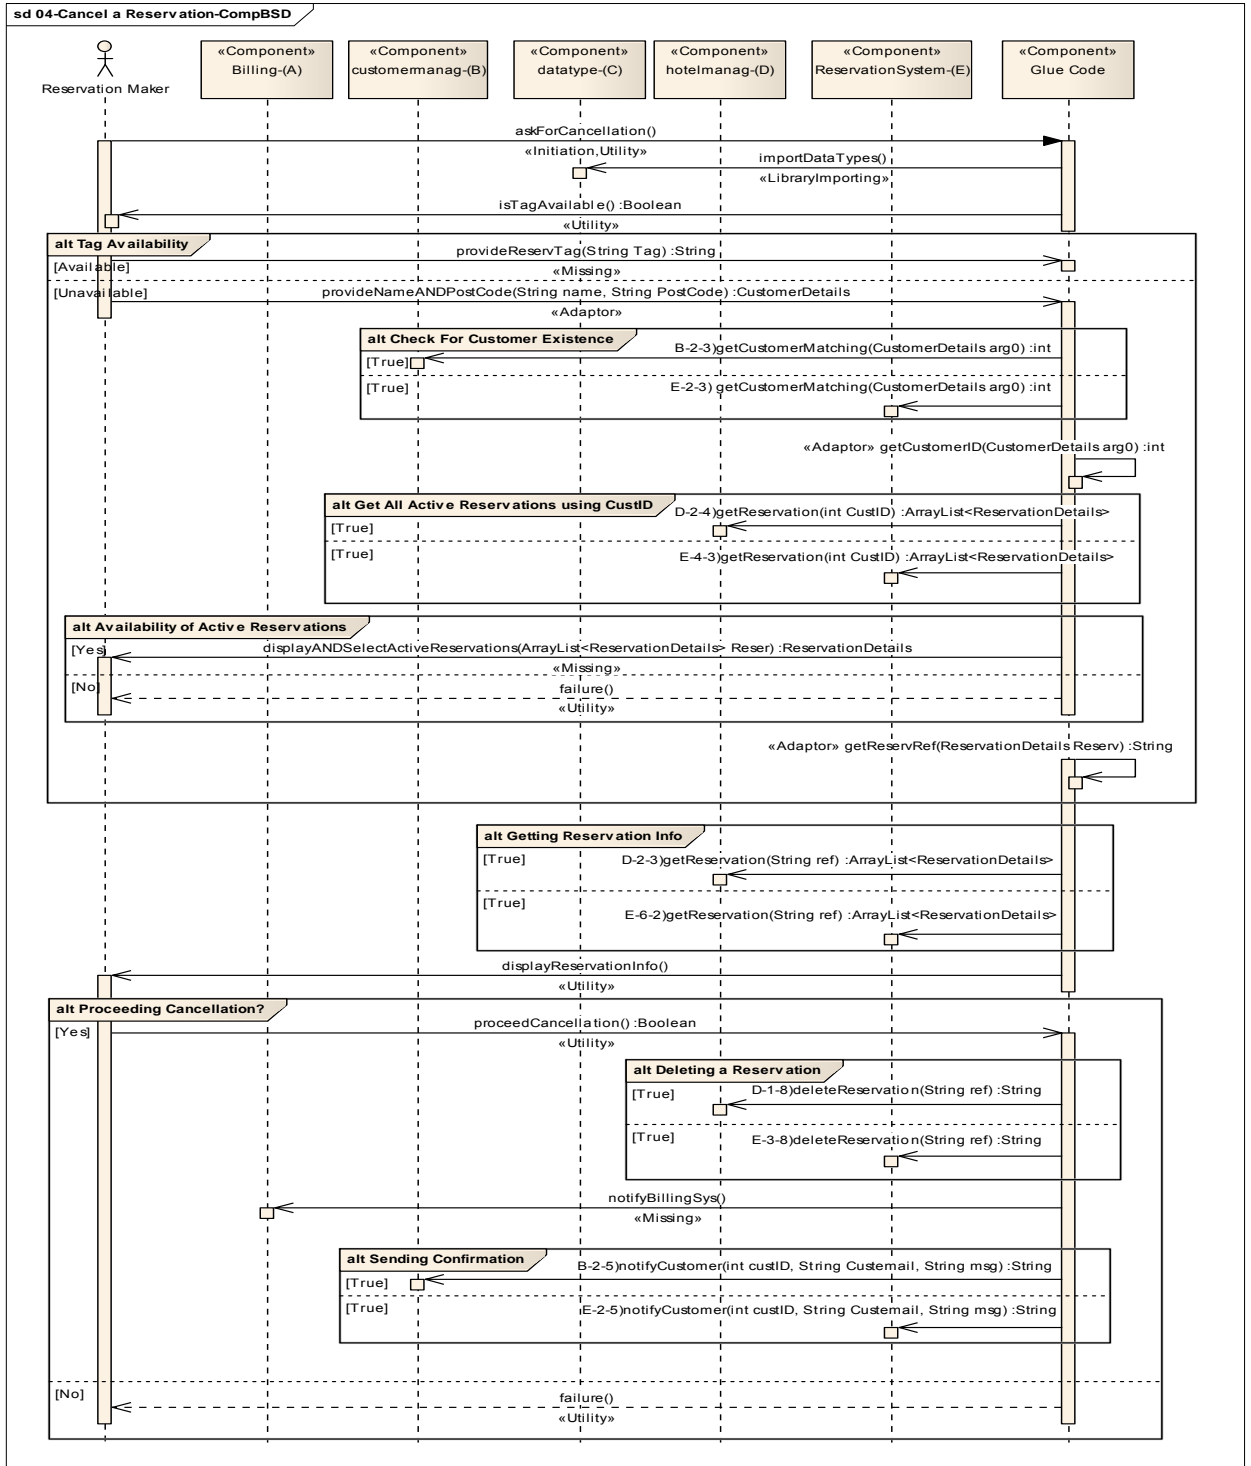 sd 04-Cancel a Reservation-CompBSD
Reservation Maker
«Component»
Billing-(A)
«Component»
customermanag-(B)
«Component»
datatype-(C)
«Component»
hotelmanag-(D)
«Component»
ReservationSystem-(E)
«Component»
Glue Code
askForCancellation()
«Initiation,Utility»
importDataTypes()
«LibraryImporting»
isTagAvailable() :Boolean
«Utility»
alt Tag Availability
provideReservTag(String Tag) :String
[Available]
«Missing»
[Unavailable]
provideNameANDPostCode(String name, String PostCode) :CustomerDetails
«Adaptor»
alt Check For Customer Existence
B-2-3)getCustomerMatching(CustomerDetails arg0) :int
[True]
[True]
E-2-3) getCustomerMatching(CustomerDetails arg0) :int
«Adaptor» getCustomerID(CustomerDetails arg0) :int
alt Get All Active Reservations using CustID
D-2-4)getReservation(int CustID) :ArrayList<ReservationDetails>
[True]
[True]
E-4-3)getReservation(int CustID) :ArrayList<ReservationDetails>
alt Availability of Active Reservations
[Yes]
displayANDSelectActiveReservations(ArrayList<ReservationDetails> Reser) :ReservationDetails
«Missing»
[No]
failure()
«Utility»
«Adaptor» getReservRef(ReservationDetails Reserv) :String
alt Getting Reservation Info
[True]
D-2-3)getReservation(String ref) :ArrayList<ReservationDetails>
[True]
E-6-2)getReservation(String ref) :ArrayList<ReservationDetails>
displayReservationInfo()
«Utility»
alt Proceeding Cancellation?
[Yes]
proceedCancellation() :Boolean
«Utility»
alt Deleting a Reservation
[True]
D-1-8)deleteReservation(String ref) :String
[True]
E-3-8)deleteReservation(String ref) :String
notifyBillingSys()
«Missing»
alt Sending Confirmation
B-2-5)notifyCustomer(int custID, String Custemail, String msg) :String
[True]
[True]
E-2-5)notifyCustomer(int custID, String Custemail, String msg) :String
[No]
failure()
«Utility»